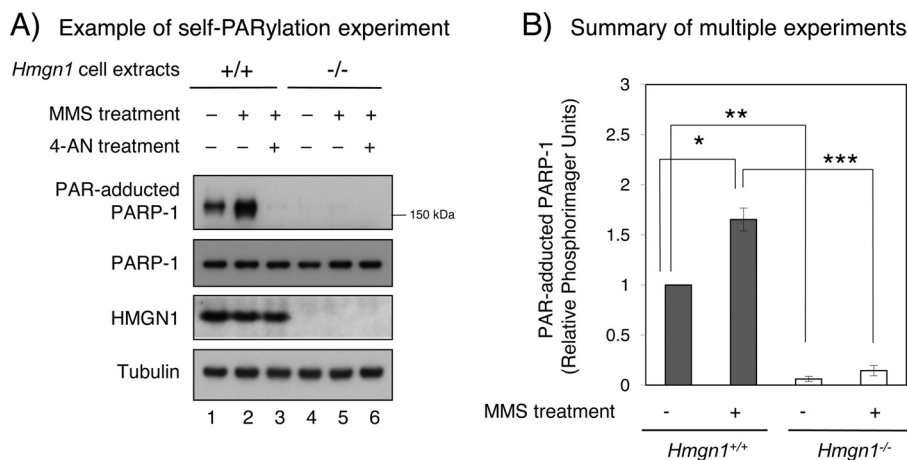 A) Example of self-PARylation experiment
Hmgn1 cell extracts +/+ -/-
MMS treatment – + + – + +
4-AN treatment – – + – – +
PAR-adducted
PARP-1
150 kDa
PARP-1
HMGN1
Tubulin
1 2 3 4 5 6
B) Summary of multiple experiments
PAR-adducted PARP-1
(Relative Phosphorimager Units)
3
2.5
2
1.5
1
0.5
0
**
*
***
MMS treatment - + - +
Hmgn1+/+ Hmgn1-/-